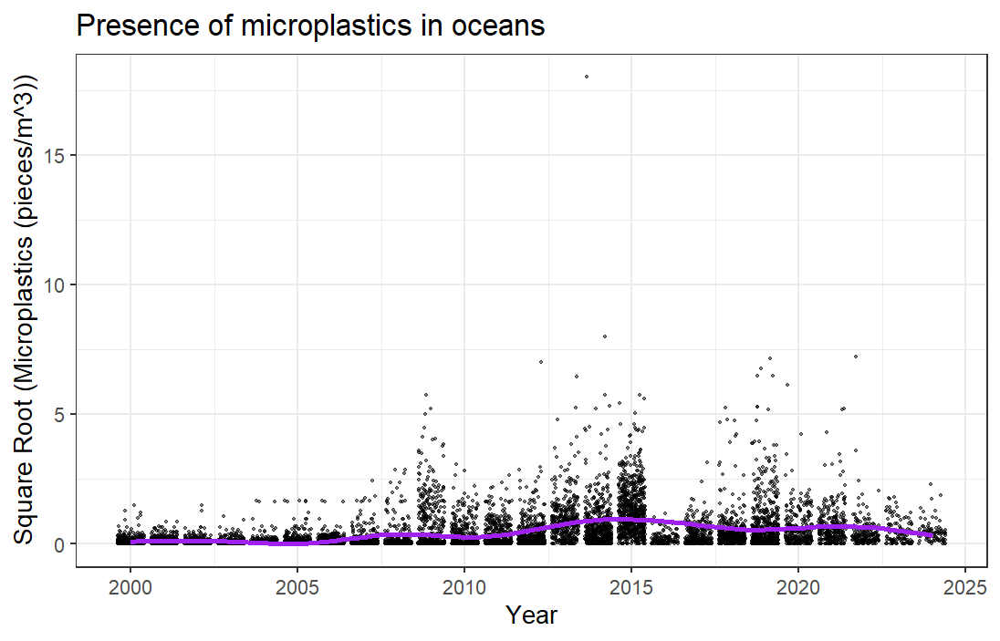 Presence of microplastics in oceans
Square Root (Microplastics (pieces/m^3))
15
10
5
0
2000 2005 2010 2015 2020 2025
Year